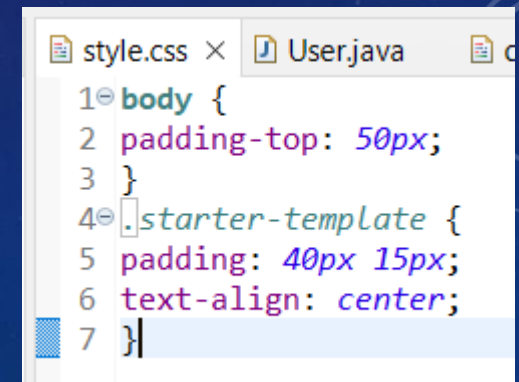 style.css User.java c
1 body {
2 padding-top: 50px;
3 }
4 .starter-template {
5 padding: 40px 15px;
6 text-align: center;
7 }